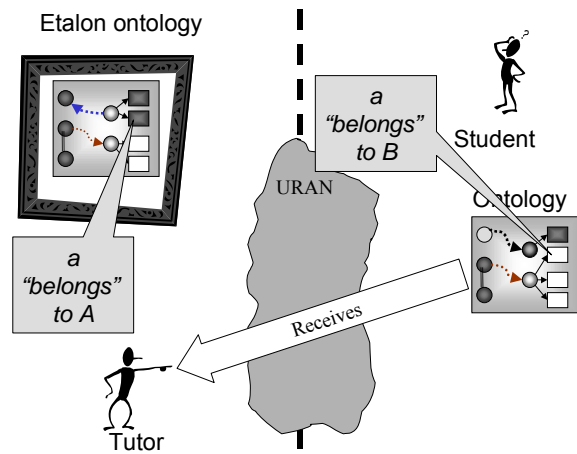 Etalon ontology
?
a
"belongs"
to B
Student
URAN
Ontology
a
"belongs"
to A
Receives
Tutor